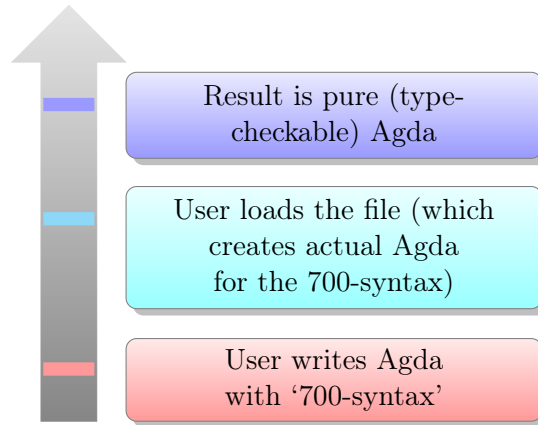 Result is pure (type-
checkable) Agda
User loads the file (which
creates actual Agda
for the 700-syntax)
User writes Agda
with ‘700-syntax’